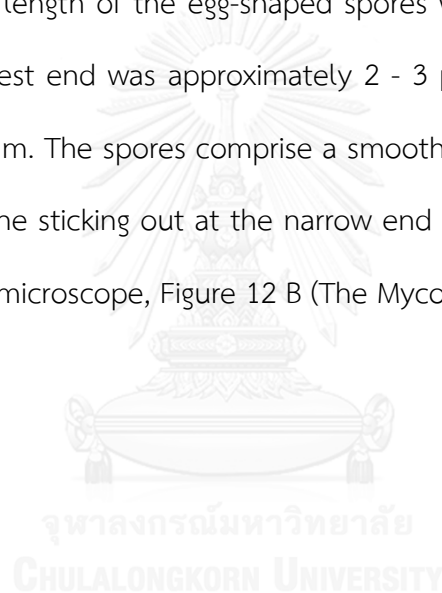 length of the egg-shaped spores
est end was approximately 2 - 3
m. The spores comprise a smooth
ne sticking out at the narrow end
microscope, Figure 12 B (The Myco
จุฬาลงกรณ์มหาวิทยาลัย
CHULALONGKORN UNIVERSITY